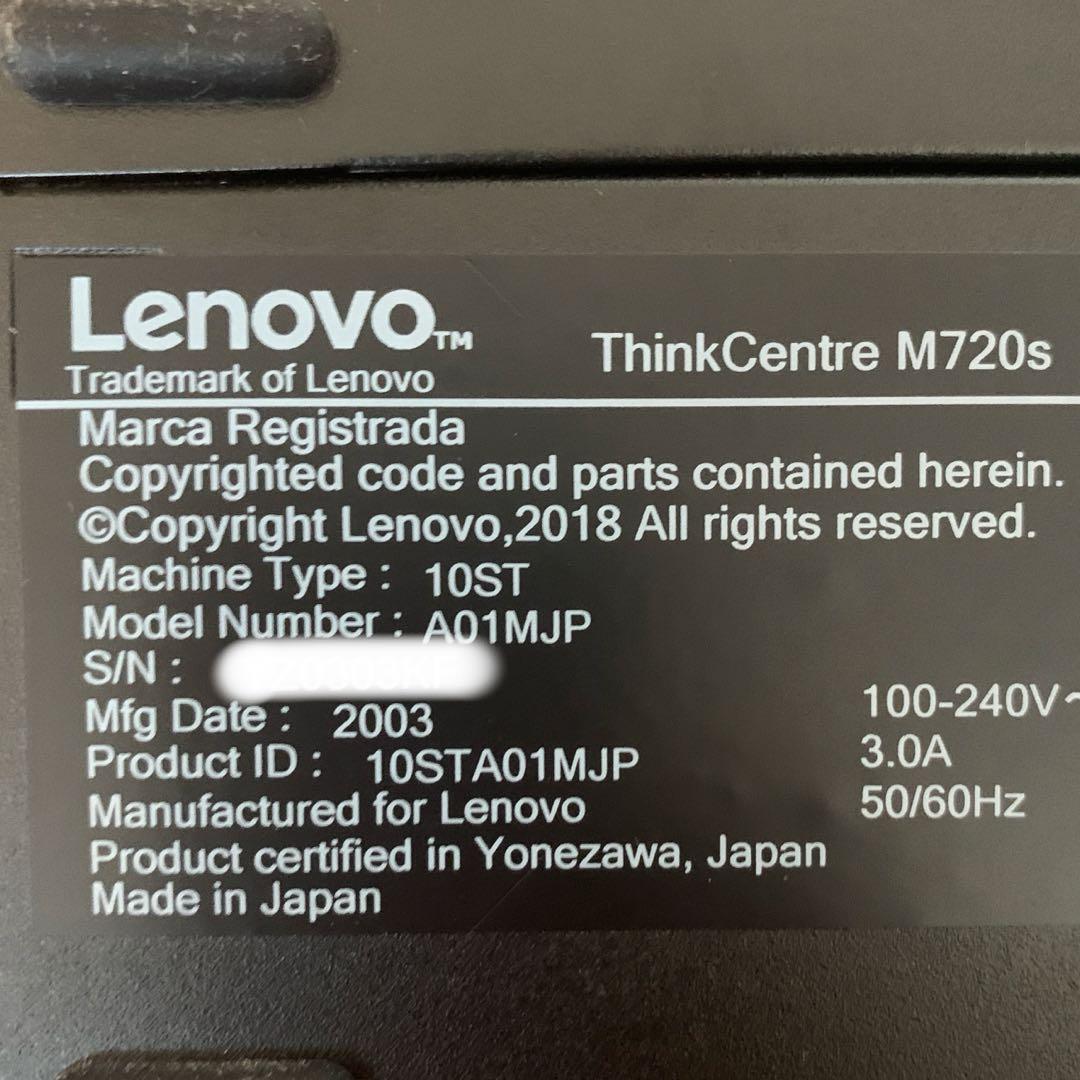 Lenovo™
ThinkCentre M720s
Trademark of Lenovo
Marca Registrada
Copyrighted code and parts contained herein.
©Copyright Lenovo,2018 All rights reserved.
Machine Type : 10ST
Model Number : A01MJP
S/N :
Mfg Date : 2003
Product ID : 10STA01MJP
Manufactured for Lenovo
Product certified in Yonezawa, Japan
Made in Japan
100-240V~
3.0A
50/60Hz